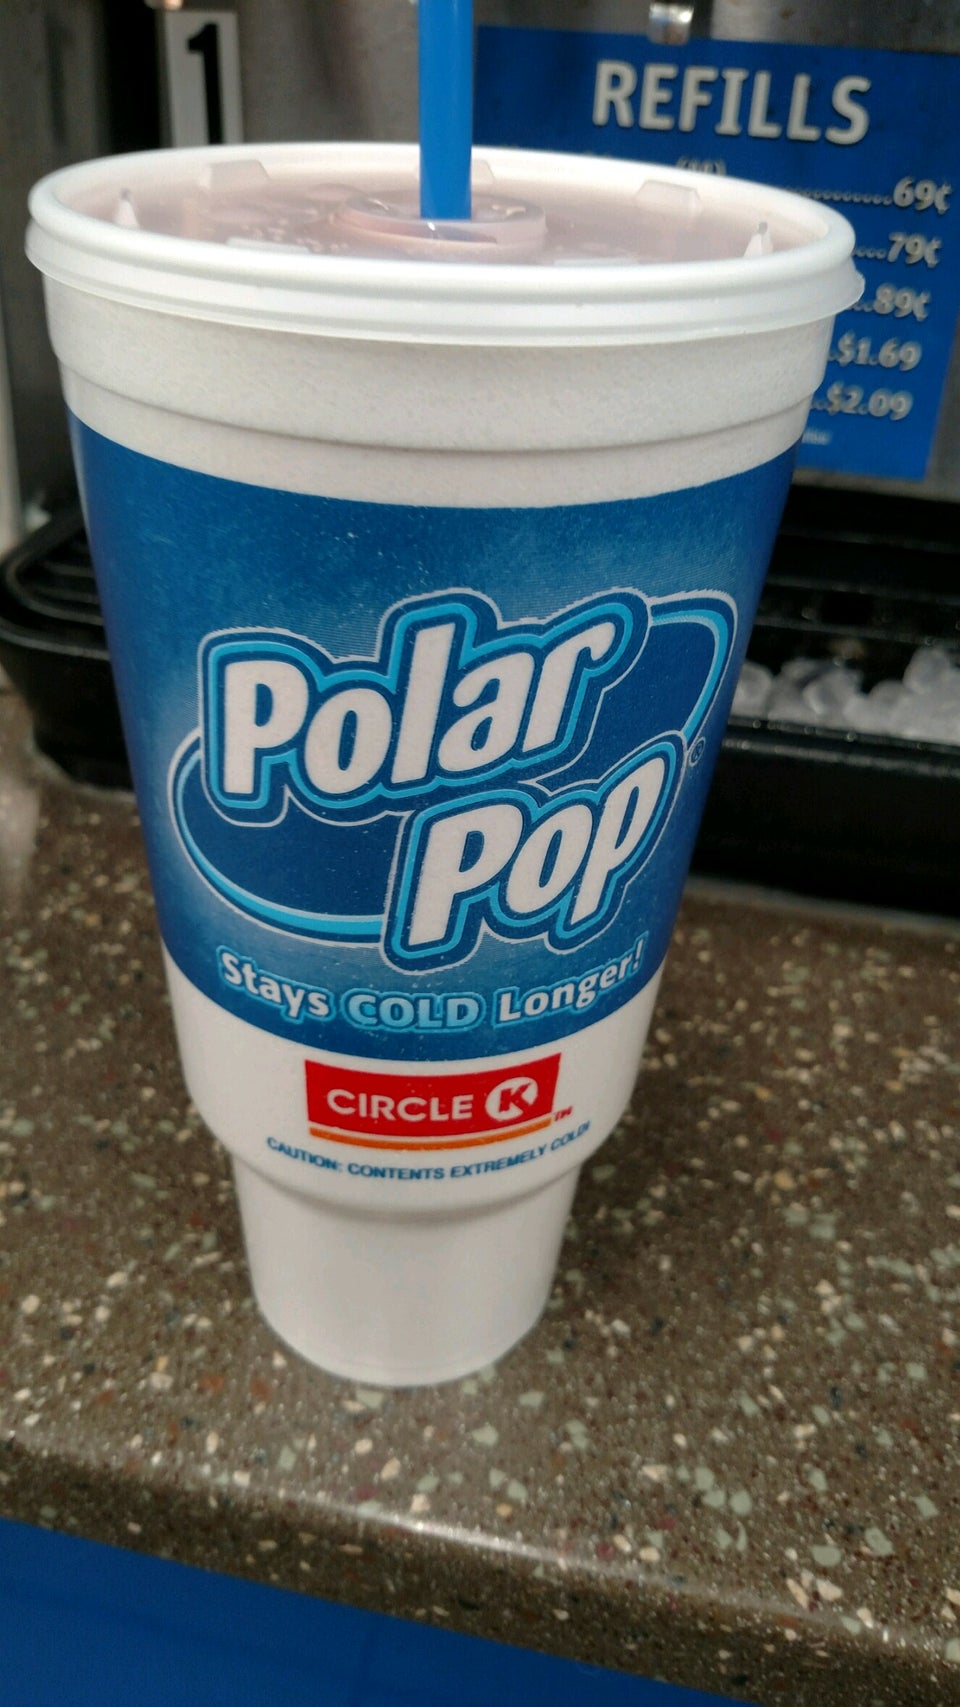 1
REFILLS
69¢
79¢
89¢
$1.69
$2.09
Polar
Pop®
Stays COLD Longer!
CIRCLE K™
CAUTION: CONTENTS EXTREMELY COLD!